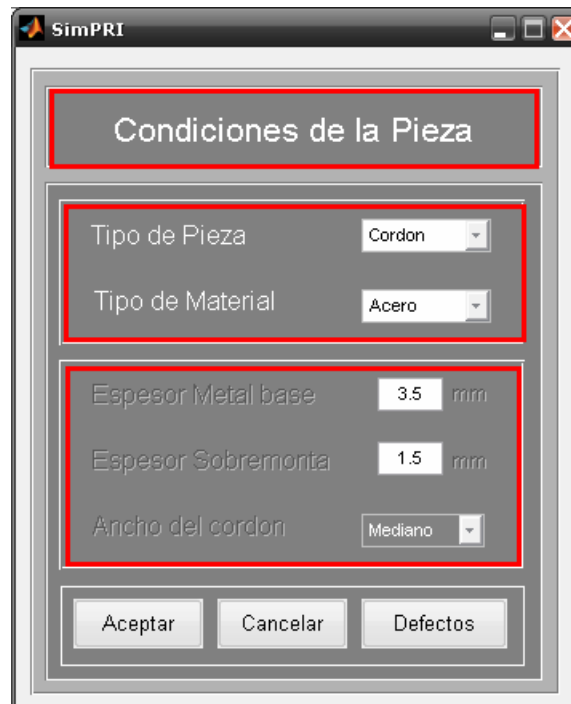 SimPRI
Condiciones de la Pieza
Tipo de Pieza Cordon
Tipo de Material Acero
Espesor Metal base 3.5 mm
Espesor Sobremonta 1.5 mm
Ancho del cordon Mediano
Aceptar Cancelar Defectos